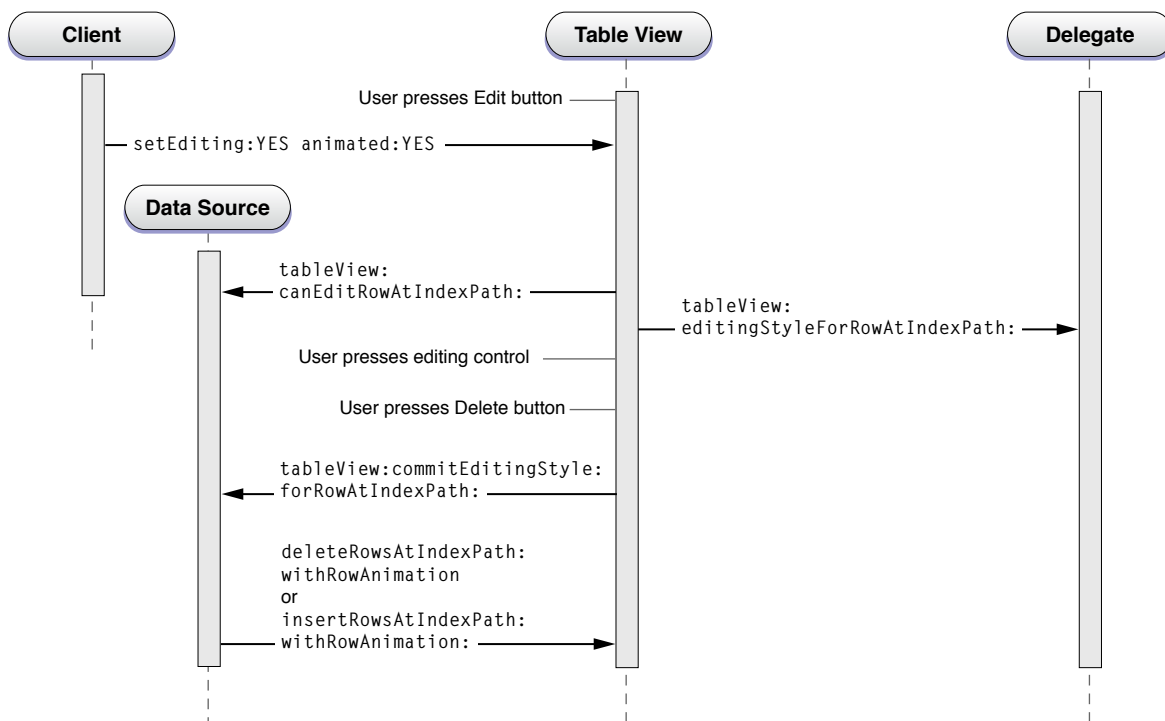 Client
Table View
Delegate
User presses Edit button
setEditing:YES animated:YES
Data Source
tableView:
canEditRowAtIndexPath:
tableView:
editingStyleForRowAtIndexPath:
User presses editing control
User presses Delete button
tableView:commitEditingStyle:
forRowAtIndexPath:
deleteRowsAtIndexPath:
withRowAnimation
or
insertRowsAtIndexPath:
withRowAnimation: